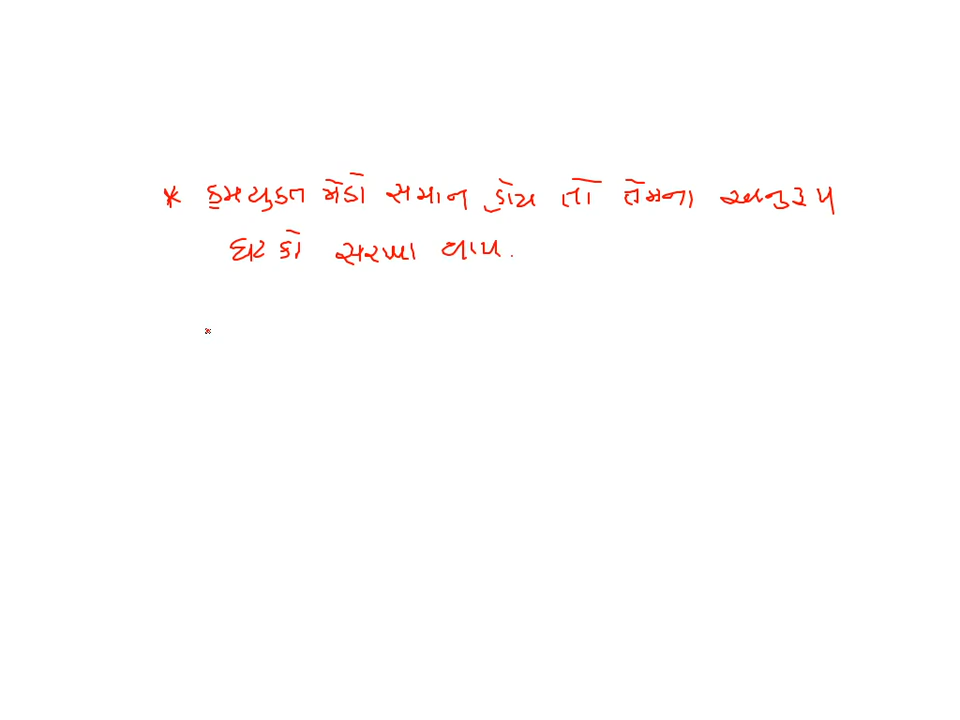 * ક્રમયુક્ત જોડો સમાન હોય તો તેમના અનુરૂપ
ઘટકો સરખા થાય.